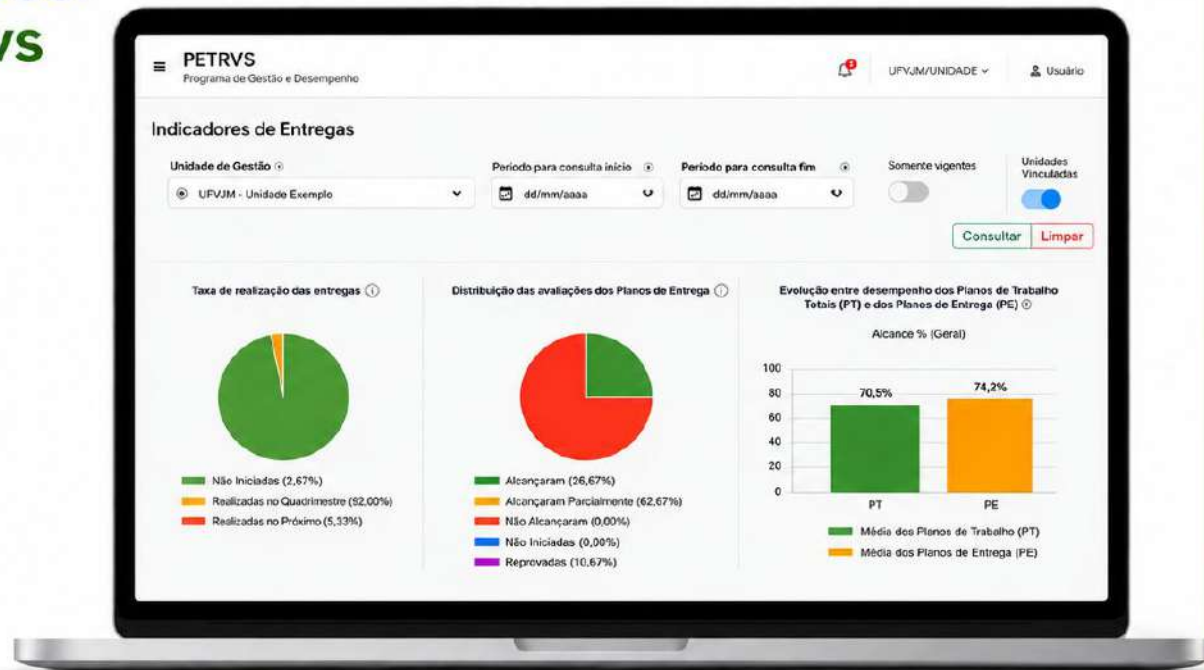 VS
PETRVS
Programa de Gestão e Desempenho
3
UFVJM/UNIDADE
Usuário
Indicadores de Entregas
Unidade de Gestão
Período para consulta início
Período para consulta fim
Somente vigentes
Unidades
Vinculadas
UFVJM - Unidade Exemplo
dd/mm/aaaa
dd/mm/aaaa
Consultar
Limpar
Taxa de realização das entregas
Distribuição das avaliações dos Planos de Entrega
Evolução entre desempenho dos Planos de Trabalho
Totais (PT) e dos Planos de Entrega (PE)
Alcance % (Geral)
100
80
60
40
20
0
70,5%
74,2%
PT
PE
Não Iniciadas (2,67%)
Realizadas no Quadrimestre (92,00%)
Realizadas no Próximo (5,33%)
Alcançaram (26,67%)
Alcançaram Parcialmente (62,67%)
Não Alcançaram (0,00%)
Não Iniciadas (0,00%)
Reprovadas (10,67%)
Média dos Planos de Trabalho (PT)
Média dos Planos de Entrega (PE)